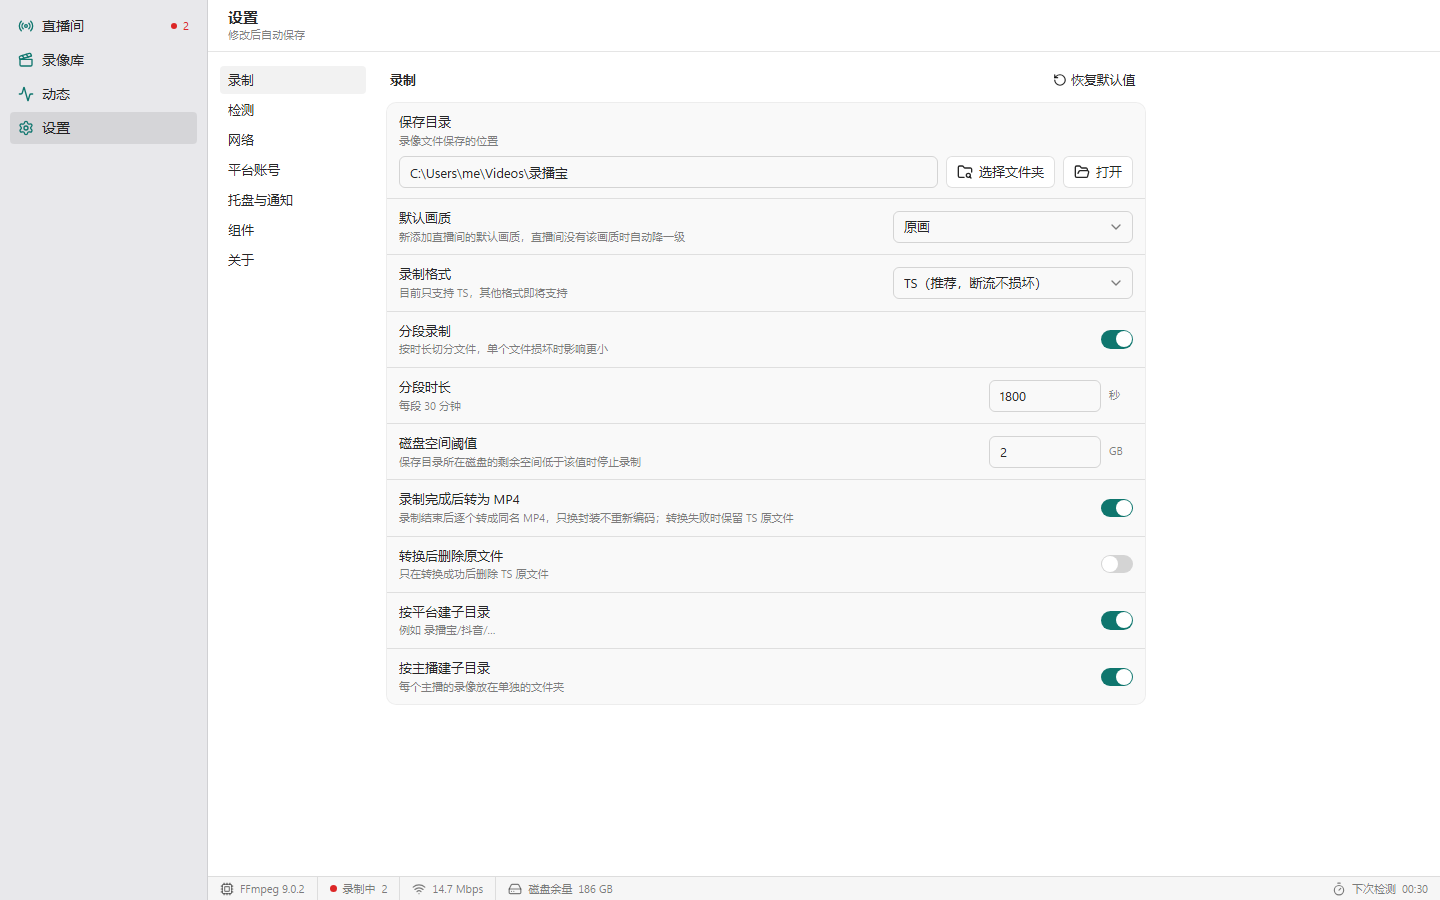 直播间
2
录像库
动态
设置
设置
修改后自动保存
录制
检测
网络
平台账号
托盘与通知
组件
关于
录制
恢复默认值
保存目录
录像文件保存的位置
C:\Users\me\Videos\录播宝
选择文件夹
打开
默认画质
新添加直播间的默认画质，直播间没有该画质时自动降一级
原画
录制格式
目前只支持 TS，其他格式即将支持
TS（推荐，断流不损坏）
分段录制
按时长切分文件，单个文件损坏时影响更小
分段时长
每段 30 分钟
1800
秒
磁盘空间阈值
保存目录所在磁盘的剩余空间低于该值时停止录制
2
GB
录制完成后转为 MP4
录制结束后逐个转成同名 MP4，只换封装不重新编码；转换失败时保留 TS 原文件
转换后删除原文件
只在转换成功后删除 TS 原文件
按平台建子目录
例如 录播宝/抖音/...
按主播建子目录
每个主播的录像放在单独的文件夹
FFmpeg 9.0.2
录制中 2
14.7 Mbps
磁盘余量 186 GB
下次检测 00:30